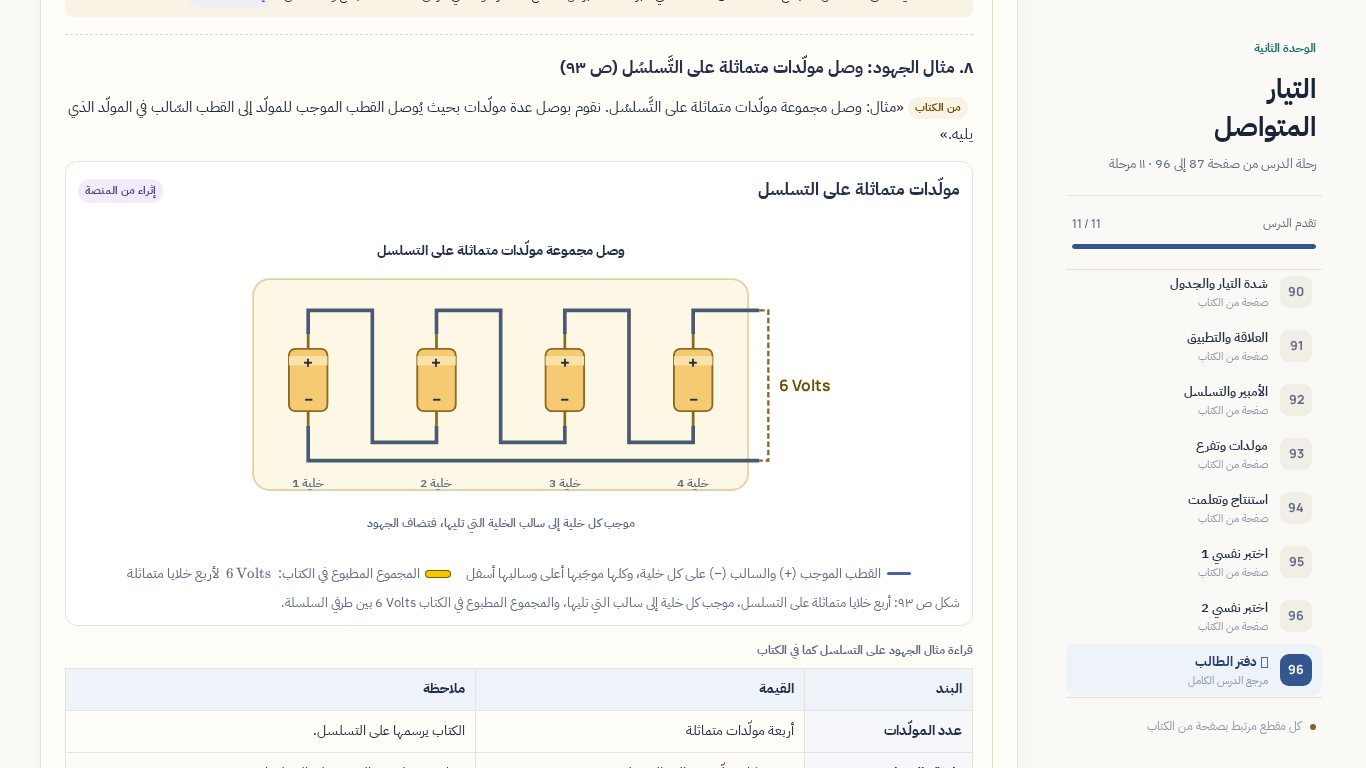 الوحدة الثانية
التيار
المتواصل
رحلة الدرس من صفحة 87 إلى 96 · ١١ مرحلة
تقدم الدرس
11 / 11
90
شدة التيار والجدول
صفحة من الكتاب
91
العلاقة والتطبيق
صفحة من الكتاب
92
الأمبير والتسلسل
صفحة من الكتاب
93
مولدات وتفرع
صفحة من الكتاب
94
استنتاج وتعلمت
صفحة من الكتاب
95
اختبر نفسي 1
صفحة من الكتاب
96
اختبر نفسي 2
صفحة من الكتاب
96
دفتر الطالب
مرجع الدرس الكامل
كل مقطع مرتبط بصفحة من الكتاب
٨. مثال الجهود: وصل مولّدات متماثلة على التَّسلسُل (ص ٩٣)
من الكتاب «مثال: وصل مجموعة مولّدات متماثلة على التَّسلسُل. نقوم بوصل عدة مولّدات بحيث يُوصل القطب الموجب للمولّد إلى القطب السّالب في المولّد الذي
يليه.»
مولّدات متماثلة على التسلسل
إثراء من المنصة
وصل مجموعة مولّدات متماثلة على التسلسل
+ + + +
− − − −
6 Volts
خلية 1 خلية 2 خلية 3 خلية 4
موجب كل خلية إلى سالب الخلية التي تليها، فتضاف الجهود
القطب الموجب (+) والسالب (−) على كل خلية، وكلها موجَبها أعلى وسالبها أسفل
المجموع المطبوع في الكتاب: 6 Volts لأربع خلايا متماثلة
شكل ص ٩٣: أربع خلايا متماثلة على التسلسل، موجب كل خلية إلى سالب التي تليها، والمجموع المطبوع في الكتاب 6 Volts بين طرفي السلسلة.
قراءة مثال الجهود على التسلسل كما في الكتاب
البند القيمة ملاحظة
عدد المولّدات أربعة مولّدات متماثلة الكتاب يرسمها على التسلسل.